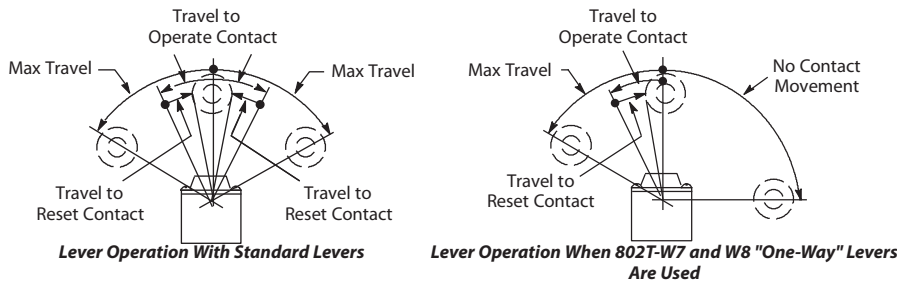 Travel to
Operate Contact
Max Travel
Max Travel
Travel to
Reset Contact
Travel to
Reset Contact
Lever Operation With Standard Levers
Travel to
Operate Contact
Max Travel
No Contact
Movement
Travel to
Reset Contact
Lever Operation When 802T-W7 and W8 "One-Way" Levers
Are Used